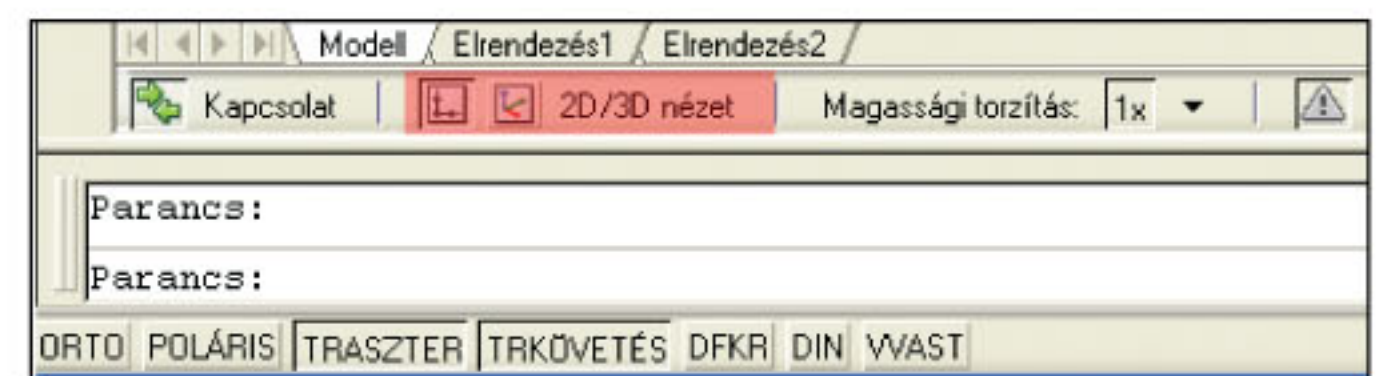 Modell Elrendezés1 Elrendezés2
Kapcsolat 2D/3D nézet Magassági torzítás: 1x
Parancs:
Parancs:
ORTO POLÁRIS TRASZTER TRKÖVETÉS DFKR DIN VVAST